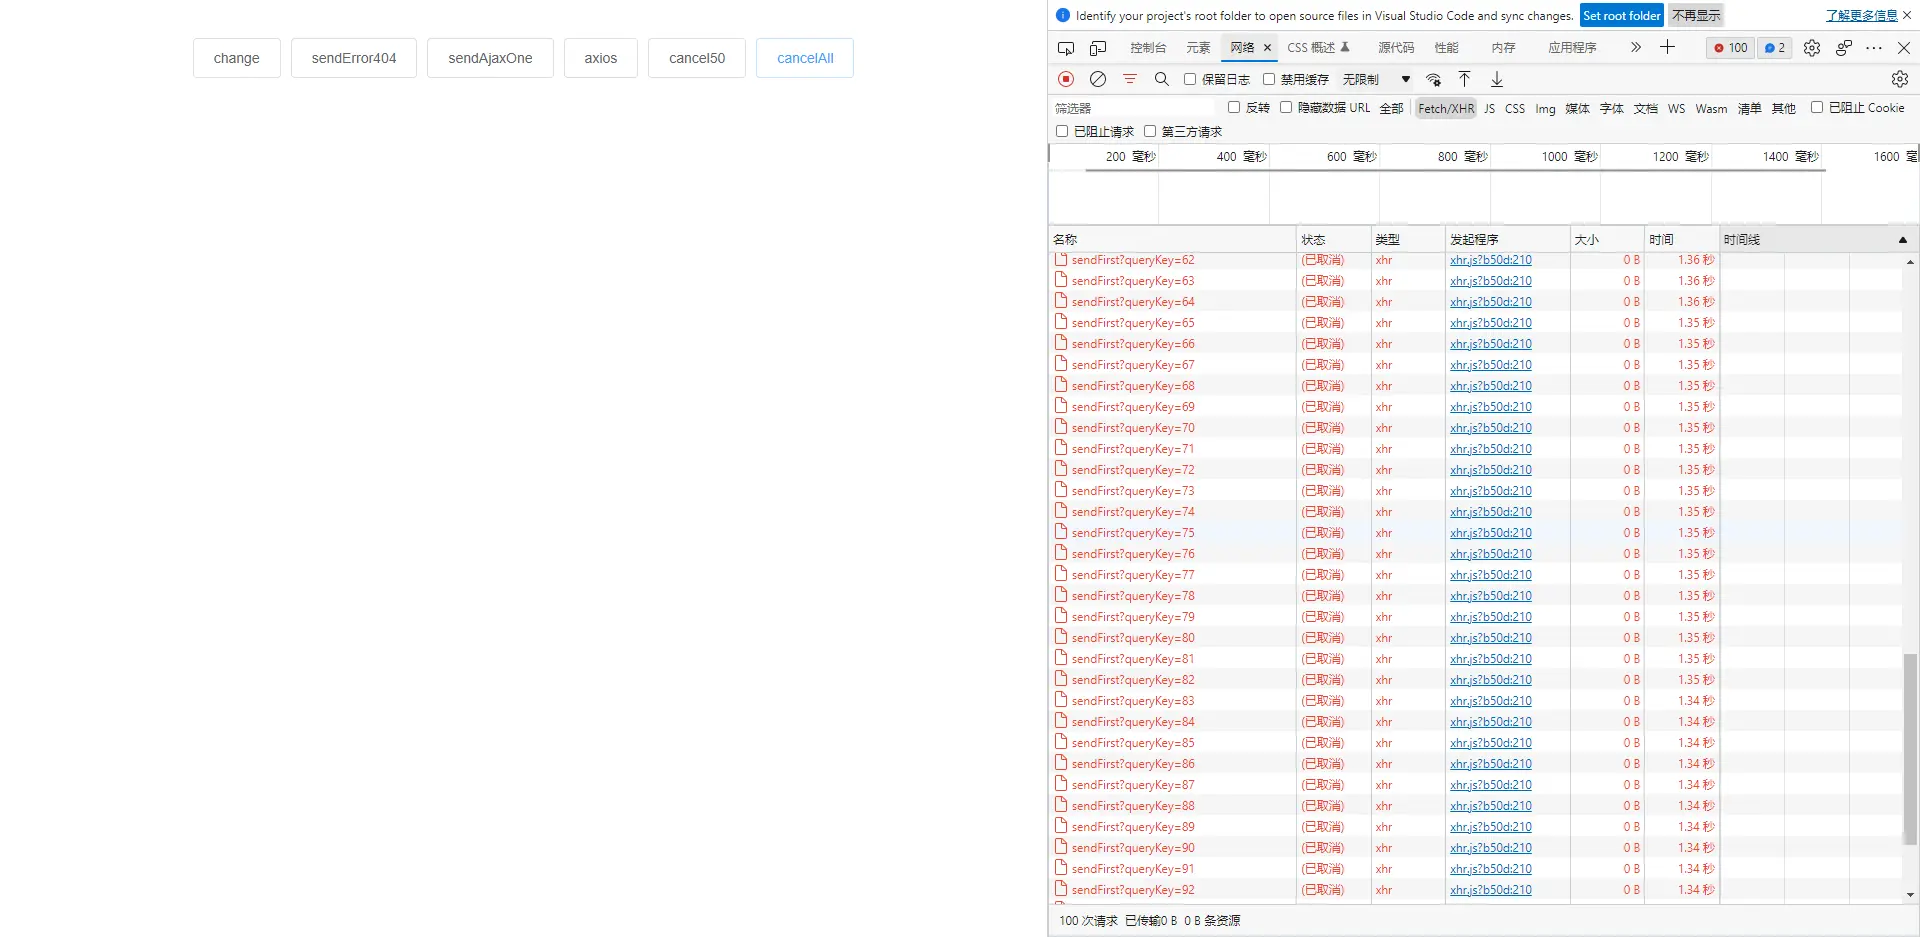 change sendError404 sendAjaxOne axios cancel50 cancelAll
Identify your project's root folder to open source files in Visual Studio Code and sync changes. Set root folder 不再显示 了解更多信息
控制台 元素 网络 CSS 概述 源代码 性能 内存 应用程序 100 2
保留日志 禁用缓存 无限制
筛选器 反转 隐藏数据 URL 全部 Fetch/XHR JS CSS Img 媒体 字体 文档 WS Wasm 清单 其他 已阻止 Cookie
已阻止请求 第三方请求
200 毫秒 400 毫秒 600 毫秒 800 毫秒 1000 毫秒 1200 毫秒 1400 毫秒 1600 毫
名称 状态 类型 发起程序 大小 时间 时间线
sendFirst?queryKey=62 (已取消) xhr xhr.js?b50d:210 0 B 1.36 秒
sendFirst?queryKey=63 (已取消) xhr xhr.js?b50d:210 0 B 1.36 秒
sendFirst?queryKey=64 (已取消) xhr xhr.js?b50d:210 0 B 1.36 秒
sendFirst?queryKey=65 (已取消) xhr xhr.js?b50d:210 0 B 1.35 秒
sendFirst?queryKey=66 (已取消) xhr xhr.js?b50d:210 0 B 1.35 秒
sendFirst?queryKey=67 (已取消) xhr xhr.js?b50d:210 0 B 1.35 秒
sendFirst?queryKey=68 (已取消) xhr xhr.js?b50d:210 0 B 1.35 秒
sendFirst?queryKey=69 (已取消) xhr xhr.js?b50d:210 0 B 1.35 秒
sendFirst?queryKey=70 (已取消) xhr xhr.js?b50d:210 0 B 1.35 秒
sendFirst?queryKey=71 (已取消) xhr xhr.js?b50d:210 0 B 1.35 秒
sendFirst?queryKey=72 (已取消) xhr xhr.js?b50d:210 0 B 1.35 秒
sendFirst?queryKey=73 (已取消) xhr xhr.js?b50d:210 0 B 1.35 秒
sendFirst?queryKey=74 (已取消) xhr xhr.js?b50d:210 0 B 1.35 秒
sendFirst?queryKey=75 (已取消) xhr xhr.js?b50d:210 0 B 1.35 秒
sendFirst?queryKey=76 (已取消) xhr xhr.js?b50d:210 0 B 1.35 秒
sendFirst?queryKey=77 (已取消) xhr xhr.js?b50d:210 0 B 1.35 秒
sendFirst?queryKey=78 (已取消) xhr xhr.js?b50d:210 0 B 1.35 秒
sendFirst?queryKey=79 (已取消) xhr xhr.js?b50d:210 0 B 1.35 秒
sendFirst?queryKey=80 (已取消) xhr xhr.js?b50d:210 0 B 1.35 秒
sendFirst?queryKey=81 (已取消) xhr xhr.js?b50d:210 0 B 1.35 秒
sendFirst?queryKey=82 (已取消) xhr xhr.js?b50d:210 0 B 1.35 秒
sendFirst?queryKey=83 (已取消) xhr xhr.js?b50d:210 0 B 1.34 秒
sendFirst?queryKey=84 (已取消) xhr xhr.js?b50d:210 0 B 1.34 秒
sendFirst?queryKey=85 (已取消) xhr xhr.js?b50d:210 0 B 1.34 秒
sendFirst?queryKey=86 (已取消) xhr xhr.js?b50d:210 0 B 1.34 秒
sendFirst?queryKey=87 (已取消) xhr xhr.js?b50d:210 0 B 1.34 秒
sendFirst?queryKey=88 (已取消) xhr xhr.js?b50d:210 0 B 1.34 秒
sendFirst?queryKey=89 (已取消) xhr xhr.js?b50d:210 0 B 1.34 秒
sendFirst?queryKey=90 (已取消) xhr xhr.js?b50d:210 0 B 1.34 秒
sendFirst?queryKey=91 (已取消) xhr xhr.js?b50d:210 0 B 1.34 秒
sendFirst?queryKey=92 (已取消) xhr xhr.js?b50d:210 0 B 1.34 秒
100 次请求 已传输0 B 0 B 条资源